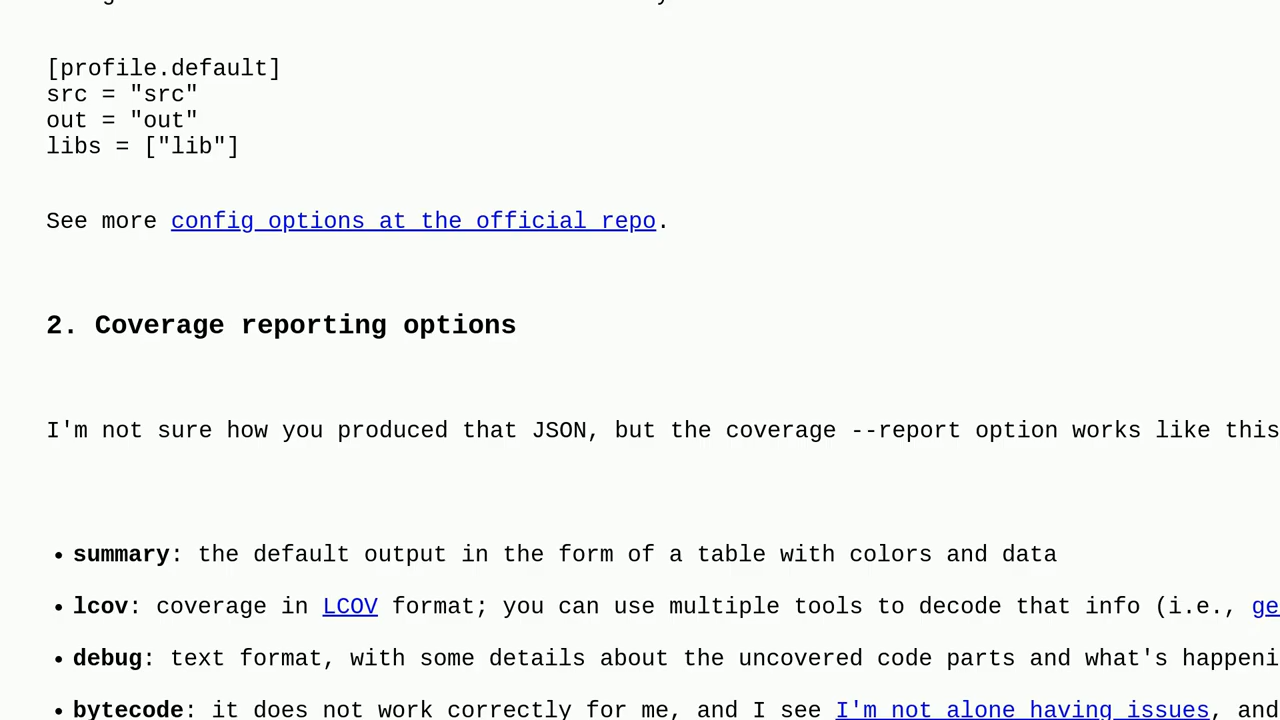 [profile.default]
src = "src"
out = "out"
libs = ["lib"]
See more config options at the official repo.
2. Coverage reporting options
I'm not sure how you produced that JSON, but the coverage --report option works like this
• summary: the default output in the form of a table with colors and data
• lcov: coverage in LCOV format; you can use multiple tools to decode that info (i.e., ge
• debug: text format, with some details about the uncovered code parts and what's happeni
• bytecode: it does not work correctly for me, and I see I'm not alone having issues, and